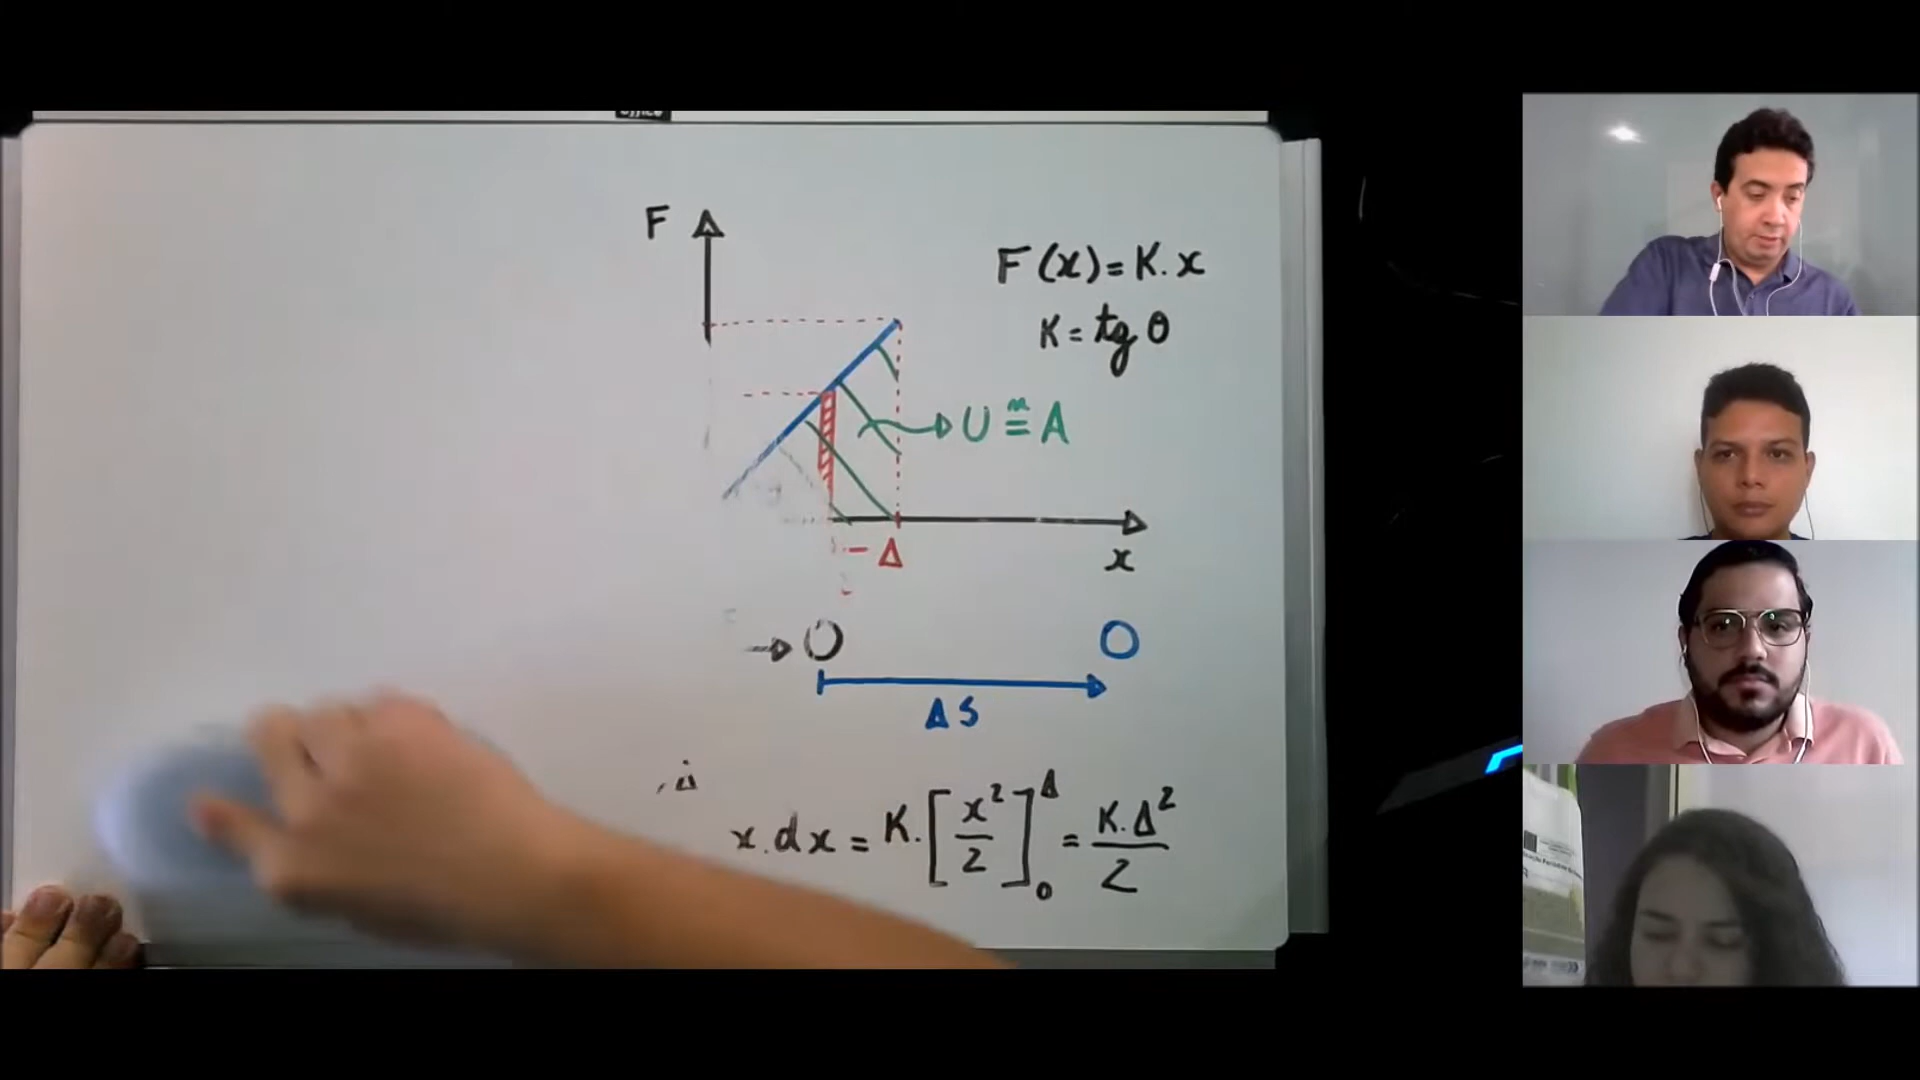 F
F(x)=K.x
K=tg θ
U ≅ A
Δ
x
ΔS
x.dx = K.[x²/2]₀^Δ = K.Δ²/2